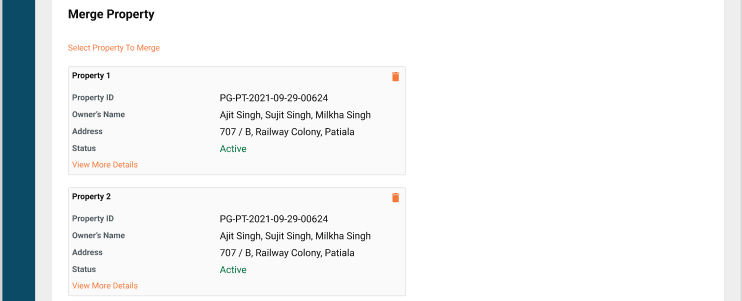 Merge Property
Select Property To Merge
Property 1
Property ID PG-PT-2021-09-29-00624
Owner's Name Ajit Singh, Sujit Singh, Milkha Singh
Address 707 / B, Railway Colony, Patiala
Status Active
View More Details
Property 2
Property ID PG-PT-2021-09-29-00624
Owner's Name Ajit Singh, Sujit Singh, Milkha Singh
Address 707 / B, Railway Colony, Patiala
Status Active
View More Details